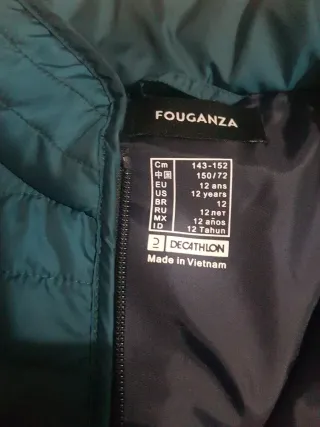 FOUGANZA
Cm 143-152
中国 150/72
EU 12 ans
US 12 years
BR 12
RU 12 лет
MX 12 años
ID 12 Tahun
DECATHLON
Made in Vietnam